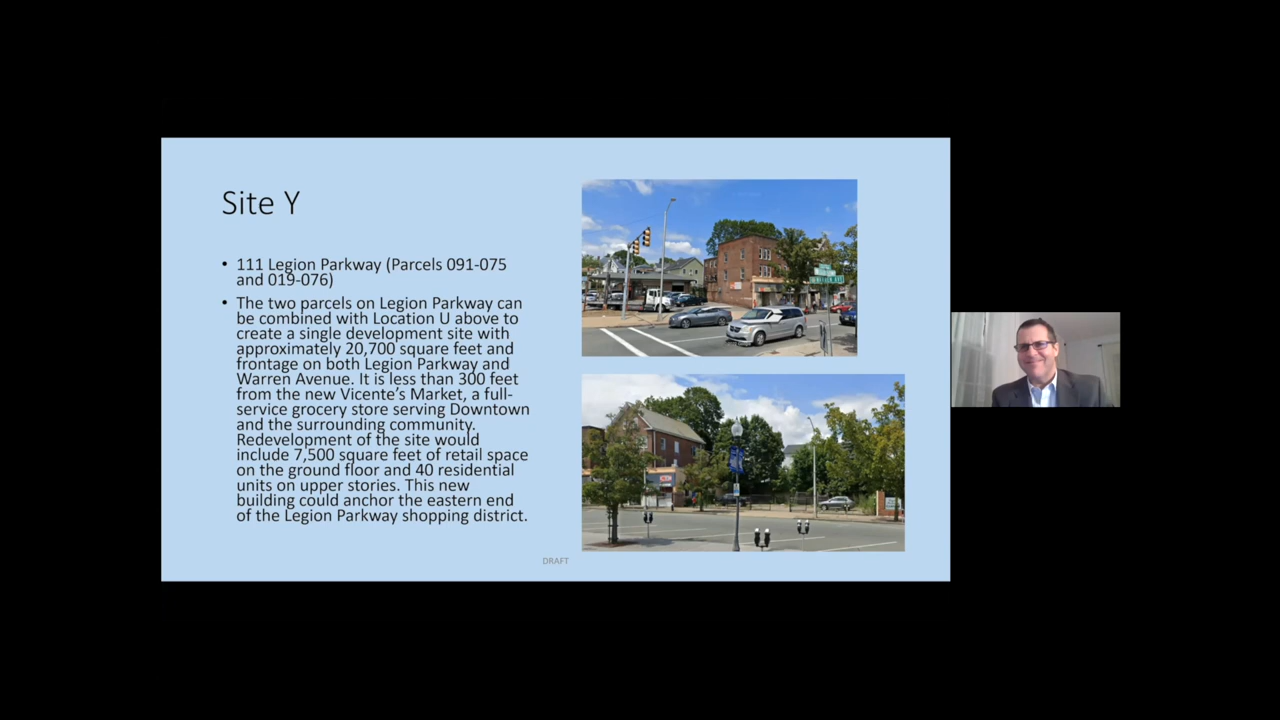 Site Y
• 111 Legion Parkway (Parcels 091-075
and 019-076)
• The two parcels on Legion Parkway can
be combined with Location U above to
create a single development site with
approximately 20,700 square feet and
frontage on both Legion Parkway and
Warren Avenue. It is less than 300 feet
from the new Vicente’s Market, a full-
service grocery store serving Downtown
and the surrounding community.
Redevelopment of the site would
include 7,500 square feet of retail space
on the ground floor and 40 residential
units on upper stories. This new
building could anchor the eastern end
of the Legion Parkway shopping district.
DRAFT